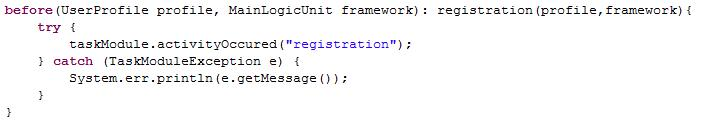 before(UserProfile profile, MainLogicUnit framework): registration(profile,framework){
    try {
        taskModule.activityOccured("registration");
    } catch (TaskModuleException e) {
        System.err.println(e.getMessage());
    }
}